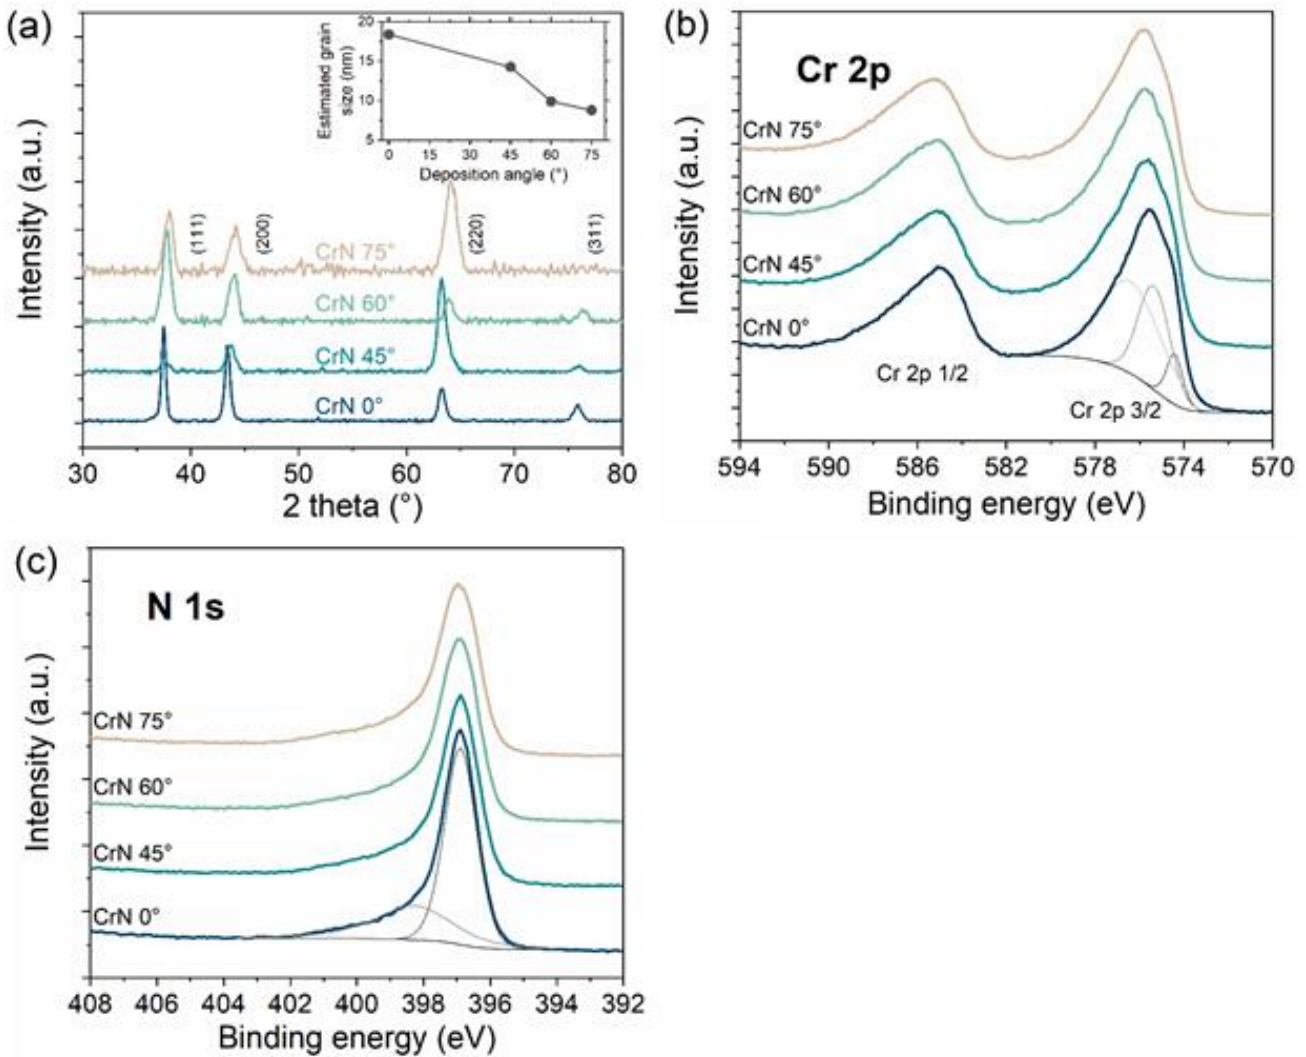 (a)
Estimated grain
size (nm)
20
15
10
5
0 15 30 45 60 75
Deposition angle (°)
Intensity (a.u.)
(111)
(200)
(220)
(311)
CrN 75°
CrN 60°
CrN 45°
CrN 0°
30 40 50 60 70 80
2 theta (°)
(b)
Cr 2p
Intensity (a.u.)
CrN 75°
CrN 60°
CrN 45°
CrN 0°
Cr 2p 1/2
Cr 2p 3/2
594 590 586 582 578 574 570
Binding energy (eV)
(c)
N 1s
Intensity (a.u.)
CrN 75°
CrN 60°
CrN 45°
CrN 0°
408 406 404 402 400 398 396 394 392
Binding energy (eV)